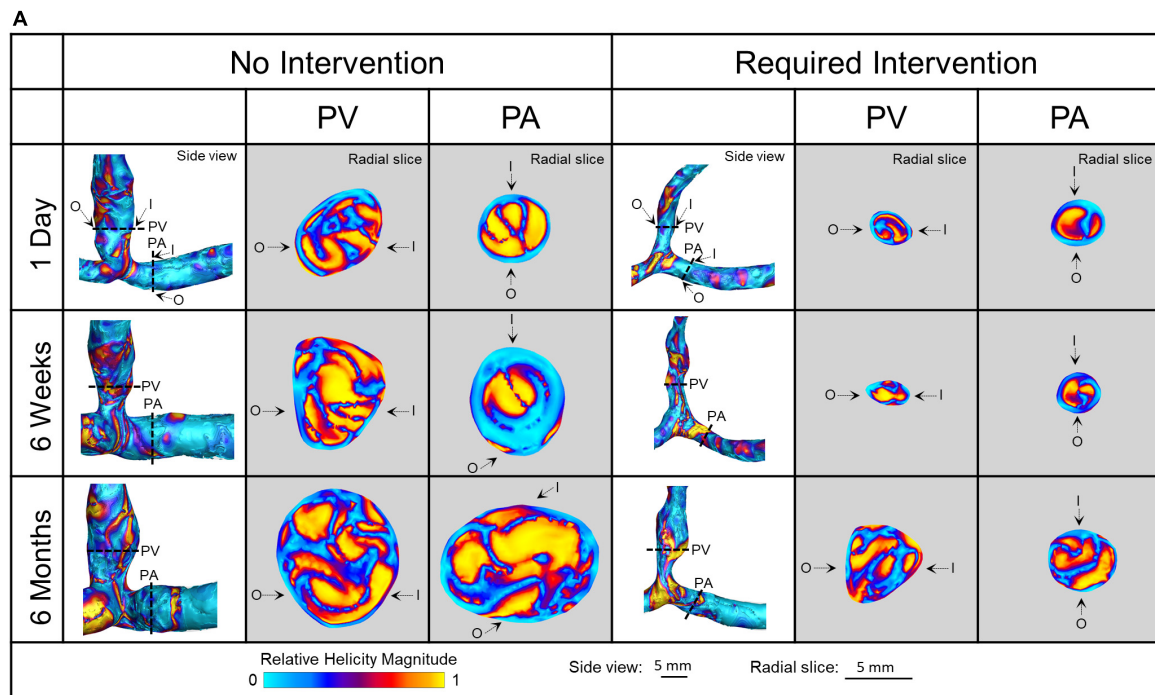 A
No Intervention Required Intervention
PV PA PV PA
1 Day
Side view Radial slice Radial slice Side view Radial slice Radial slice
O I PV PA I O
O I
I O
O I PV PA I O
O I
I O
6 Weeks
PV PA
O I
I O
PV PA
O I
I O
6 Months
PV PA
O I
I O
PV PA
O I
I O
Relative Helicity Magnitude
0 1
Side view: 5 mm Radial slice: 5 mm